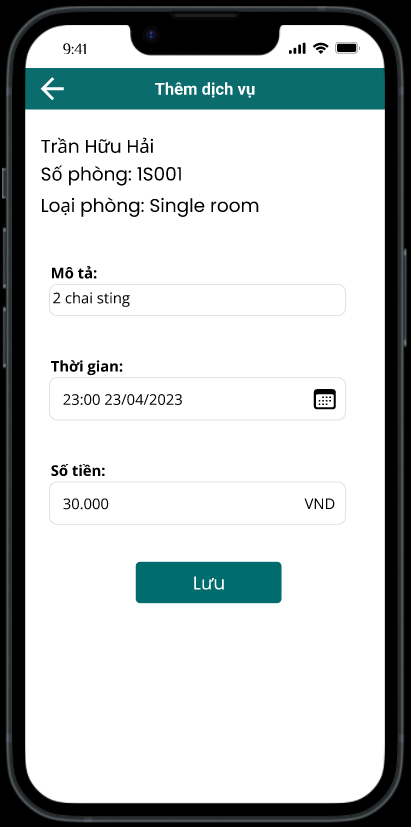 9:41
Thêm dịch vụ
Trần Hữu Hải
Số phòng: 1S001
Loại phòng: Single room
Mô tả:
2 chai sting
Thời gian:
23:00 23/04/2023
Số tiền:
30.000 VND
Lưu